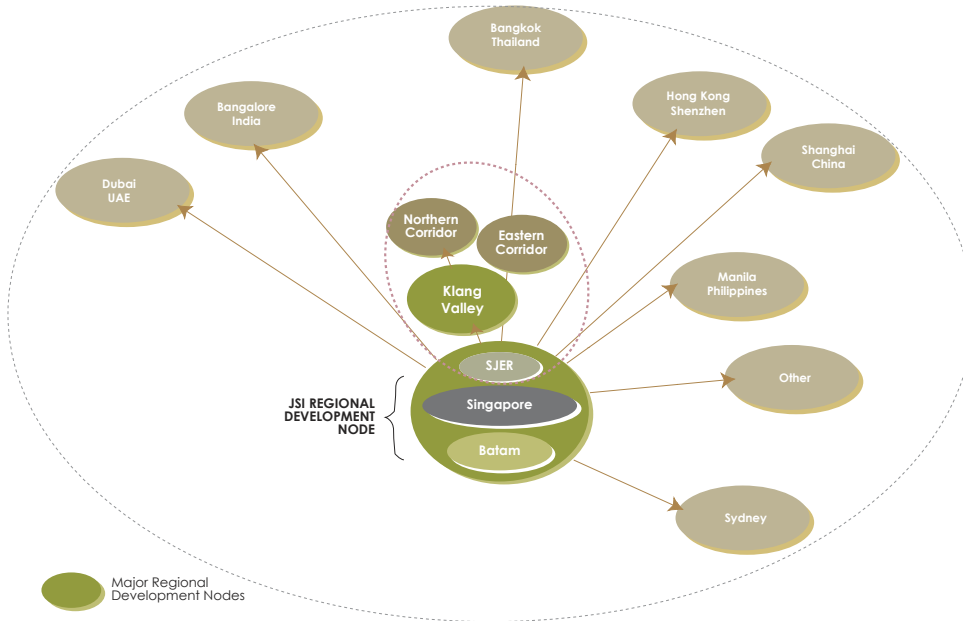 Bangkok
Thailand
Bangalore
India
Hong Kong
Shenzhen
Shanghai
China
Dubai
UAE
Northern
Corridor
Eastern
Corridor
Klang
Valley
Manila
Philippines
SJER
Singapore
Batam
JSI REGIONAL
DEVELOPMENT
NODE
Other
Sydney
Major Regional
Development Nodes